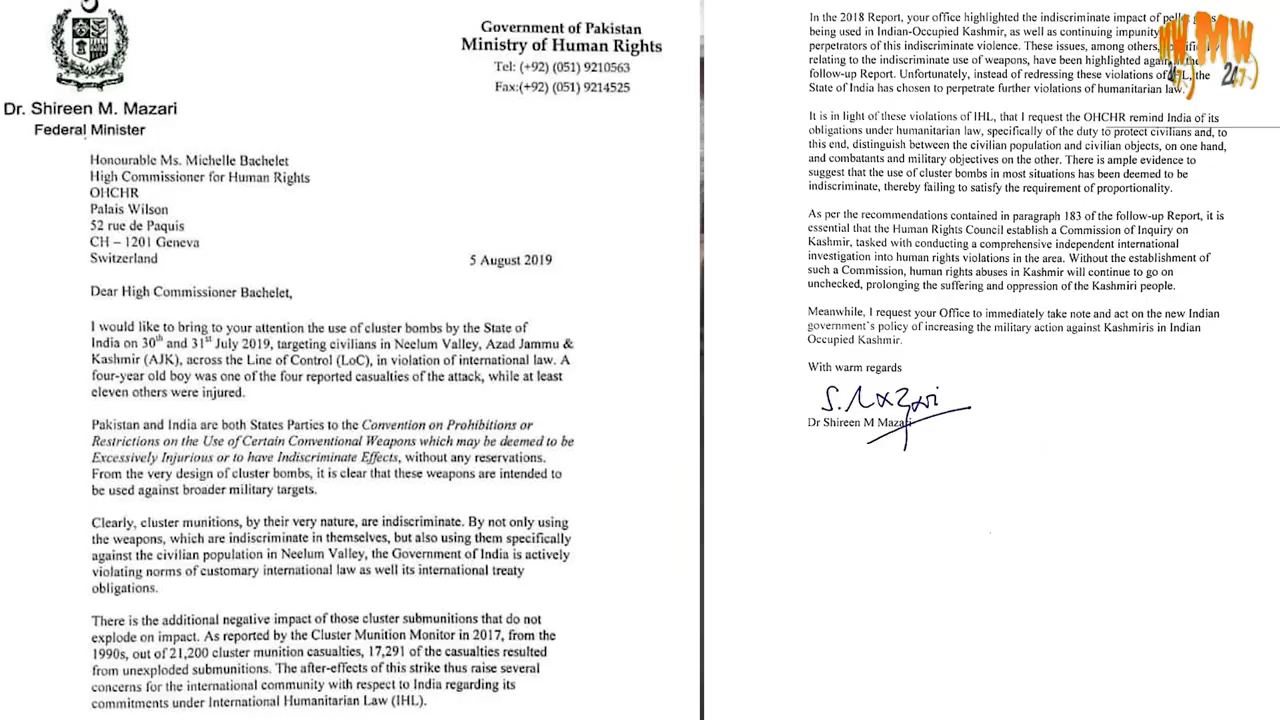 Government of Pakistan
Ministry of Human Rights
Tel: (+92) (051) 9210563
Fax:(+92) (051) 9214525
Dr. Shireen M. Mazari
Federal Minister
Honourable Ms. Michelle Bachelet
High Commissioner for Human Rights
OHCHR
Palais Wilson
52 rue de Paquis
CH – 1201 Geneva
Switzerland
5 August 2019
Dear High Commissioner Bachelet,
I would like to bring to your attention the use of cluster bombs by the State of
India on 30th and 31st July 2019, targeting civilians in Neelum Valley, Azad Jammu &
Kashmir (AJK), across the Line of Control (LoC), in violation of international law. A
four-year old boy was one of the four reported casualties of the attack, while at least
eleven others were injured.
Pakistan and India are both States Parties to the Convention on Prohibitions or
Restrictions on the Use of Certain Conventional Weapons which may be deemed to be
Excessively Injurious or to have Indiscriminate Effects, without any reservations.
From the very design of cluster bombs, it is clear that these weapons are intended to
be used against broader military targets.
Clearly, cluster munitions, by their very nature, are indiscriminate. By not only using
the weapons, which are indiscriminate in themselves, but also using them specifically
against the civilian population in Neelum Valley, the Government of India is actively
violating norms of customary international law as well its international treaty
obligations.
There is the additional negative impact of those cluster submunitions that do not
explode on impact. As reported by the Cluster Munition Monitor in 2017, from the
1990s, out of 21,200 cluster munition casualties, 17,291 of the casualties resulted
from unexploded submunitions. The after-effects of this strike thus raise several
concerns for the international community with respect to India regarding its
commitments under International Humanitarian Law (IHL).
In the 2018 Report, your office highlighted the indiscriminate impact of
being used in Indian-Occupied Kashmir, as well as continuing impunity
perpetrators of this indiscriminate violence. These issues, among others,
relating to the indiscriminate use of weapons, have been highlighted again the
follow-up Report. Unfortunately, instead of redressing these violations of the
State of India has chosen to perpetrate further violations of humanitarian law.
It is in light of these violations of IHL, that I request the OHCHR remind India of its
obligations under humanitarian law, specifically of the duty to protect civilians and, to
this end, distinguish between the civilian population and civilian objects, on one hand,
and combatants and military objectives on the other. There is ample evidence to
suggest that the use of cluster bombs in most situations has been deemed to be
indiscriminate, thereby failing to satisfy the requirement of proportionality.
As per the recommendations contained in paragraph 183 of the follow-up Report, it is
essential that the Human Rights Council establish a Commission of Inquiry on
Kashmir, tasked with conducting a comprehensive independent international
investigation into human rights violations in the area. Without the establishment of
such a Commission, human rights abuses in Kashmir will continue to go on
unchecked, prolonging the suffering and oppression of the Kashmiri people.
Meanwhile, I request your Office to immediately take note and act on the new Indian
government's policy of increasing the military action against Kashmiris in Indian
Occupied Kashmir.
With warm regards
S. Mazari
Dr Shireen M Mazari
MW
24/7